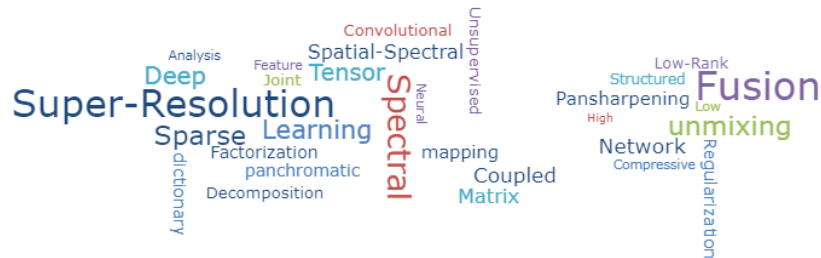 Convolutional
Unsupervised
Analysis
Spatial-Spectral
Feature
Low-Rank
Deep
Joint
Tensor
Structured
Fusion
Super-Resolution
Spectral
Neural
Pansharpening
Low
High
Sparse
Learning
unmixing
Factorization
mapping
Network
dictionary
panchromatic
Coupled
Compressive
Regularization
Decomposition
Matrix